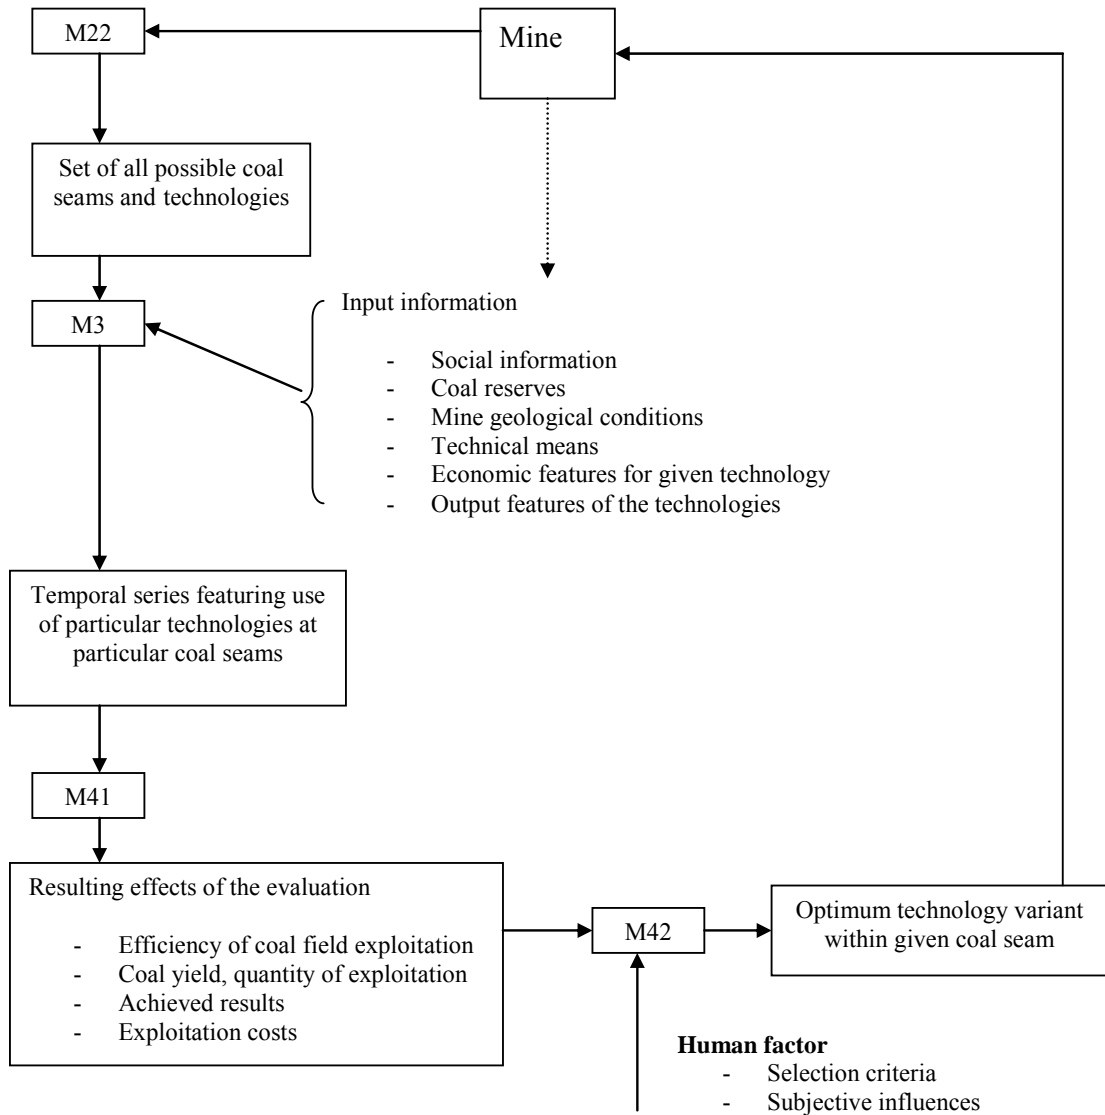 M22
Mine
Set of all possible coal
seams and technologies
M3
Input information
- Social information
- Coal reserves
- Mine geological conditions
- Technical means
- Economic features for given technology
- Output features of the technologies
Temporal series featuring use
of particular technologies at
particular coal seams
M41
Resulting effects of the evaluation
- Efficiency of coal field exploitation
- Coal yield, quantity of exploitation
- Achieved results
- Exploitation costs
M42
Optimum technology variant
within given coal seam
Human factor
- Selection criteria
- Subjective influences